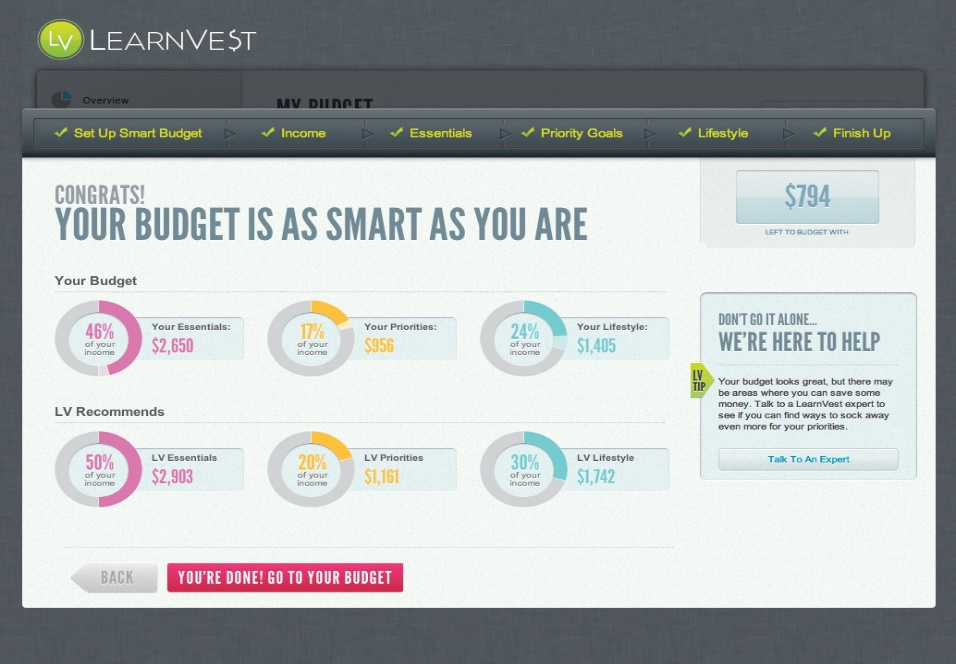 LV LEARNVE$T
Overview
MY BUDGET
Set Up Smart Budget
Income
Essentials
Priority Goals
Lifestyle
Finish Up
CONGRATS!
YOUR BUDGET IS AS SMART AS YOU ARE
$794
LEFT TO BUDGET WITH
Your Budget
46%
of your
income
Your Essentials:
$2,650
17%
of your
income
Your Priorities:
$956
24%
of your
income
Your Lifestyle:
$1,405
LV Recommends
50%
of your
income
LV Essentials
$2,903
20%
of your
income
LV Priorities
$1,161
30%
of your
income
LV Lifestyle
$1,742
DON'T GO IT ALONE...
WE'RE HERE TO HELP
LV
TIP
Your budget looks great, but there may
be areas where you can save some
money. Talk to a LearnVest expert to
see if you can find ways to sock away
even more for your priorities.
Talk To An Expert
BACK
YOU'RE DONE! GO TO YOUR BUDGET